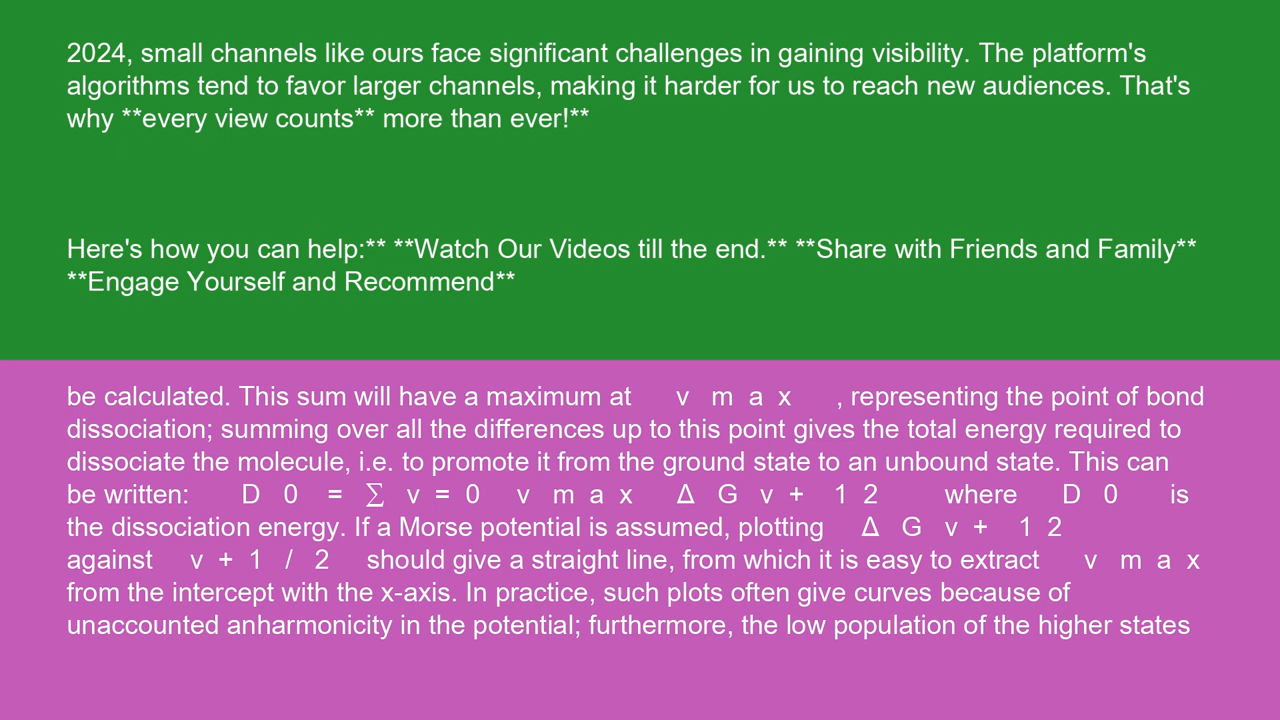 2024, small channels like ours face significant challenges in gaining visibility. The platform's
algorithms tend to favor larger channels, making it harder for us to reach new audiences. That's
why **every view counts** more than ever!**
Here's how you can help:** **Watch Our Videos till the end.** **Share with Friends and Family**
**Engage Yourself and Recommend**
be calculated. This sum will have a maximum at v m a x , representing the point of bond
dissociation; summing over all the differences up to this point gives the total energy required to
dissociate the molecule, i.e. to promote it from the ground state to an unbound state. This can
be written: D 0 = ∑ v = 0 v m a x Δ G v + 1 2 where D 0 is
the dissociation energy. If a Morse potential is assumed, plotting Δ G v + 1 2
against v + 1 / 2 should give a straight line, from which it is easy to extract v m a x
from the intercept with the x-axis. In practice, such plots often give curves because of
unaccounted anharmonicity in the potential; furthermore, the low population of the higher states